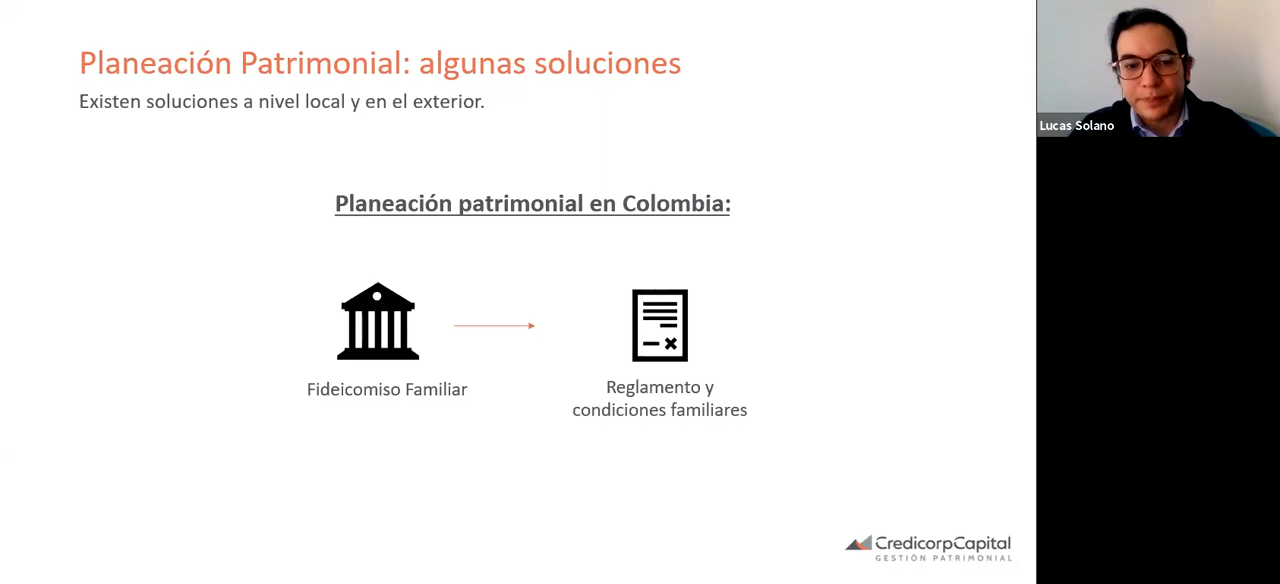 Planeación Patrimonial: algunas soluciones
Existen soluciones a nivel local y en el exterior.
Planeación patrimonial en Colombia:
Fideicomiso Familiar
Reglamento y
condiciones familiares
CredicorpCapital
GESTIÓN PATRIMONIAL
Lucas Solano